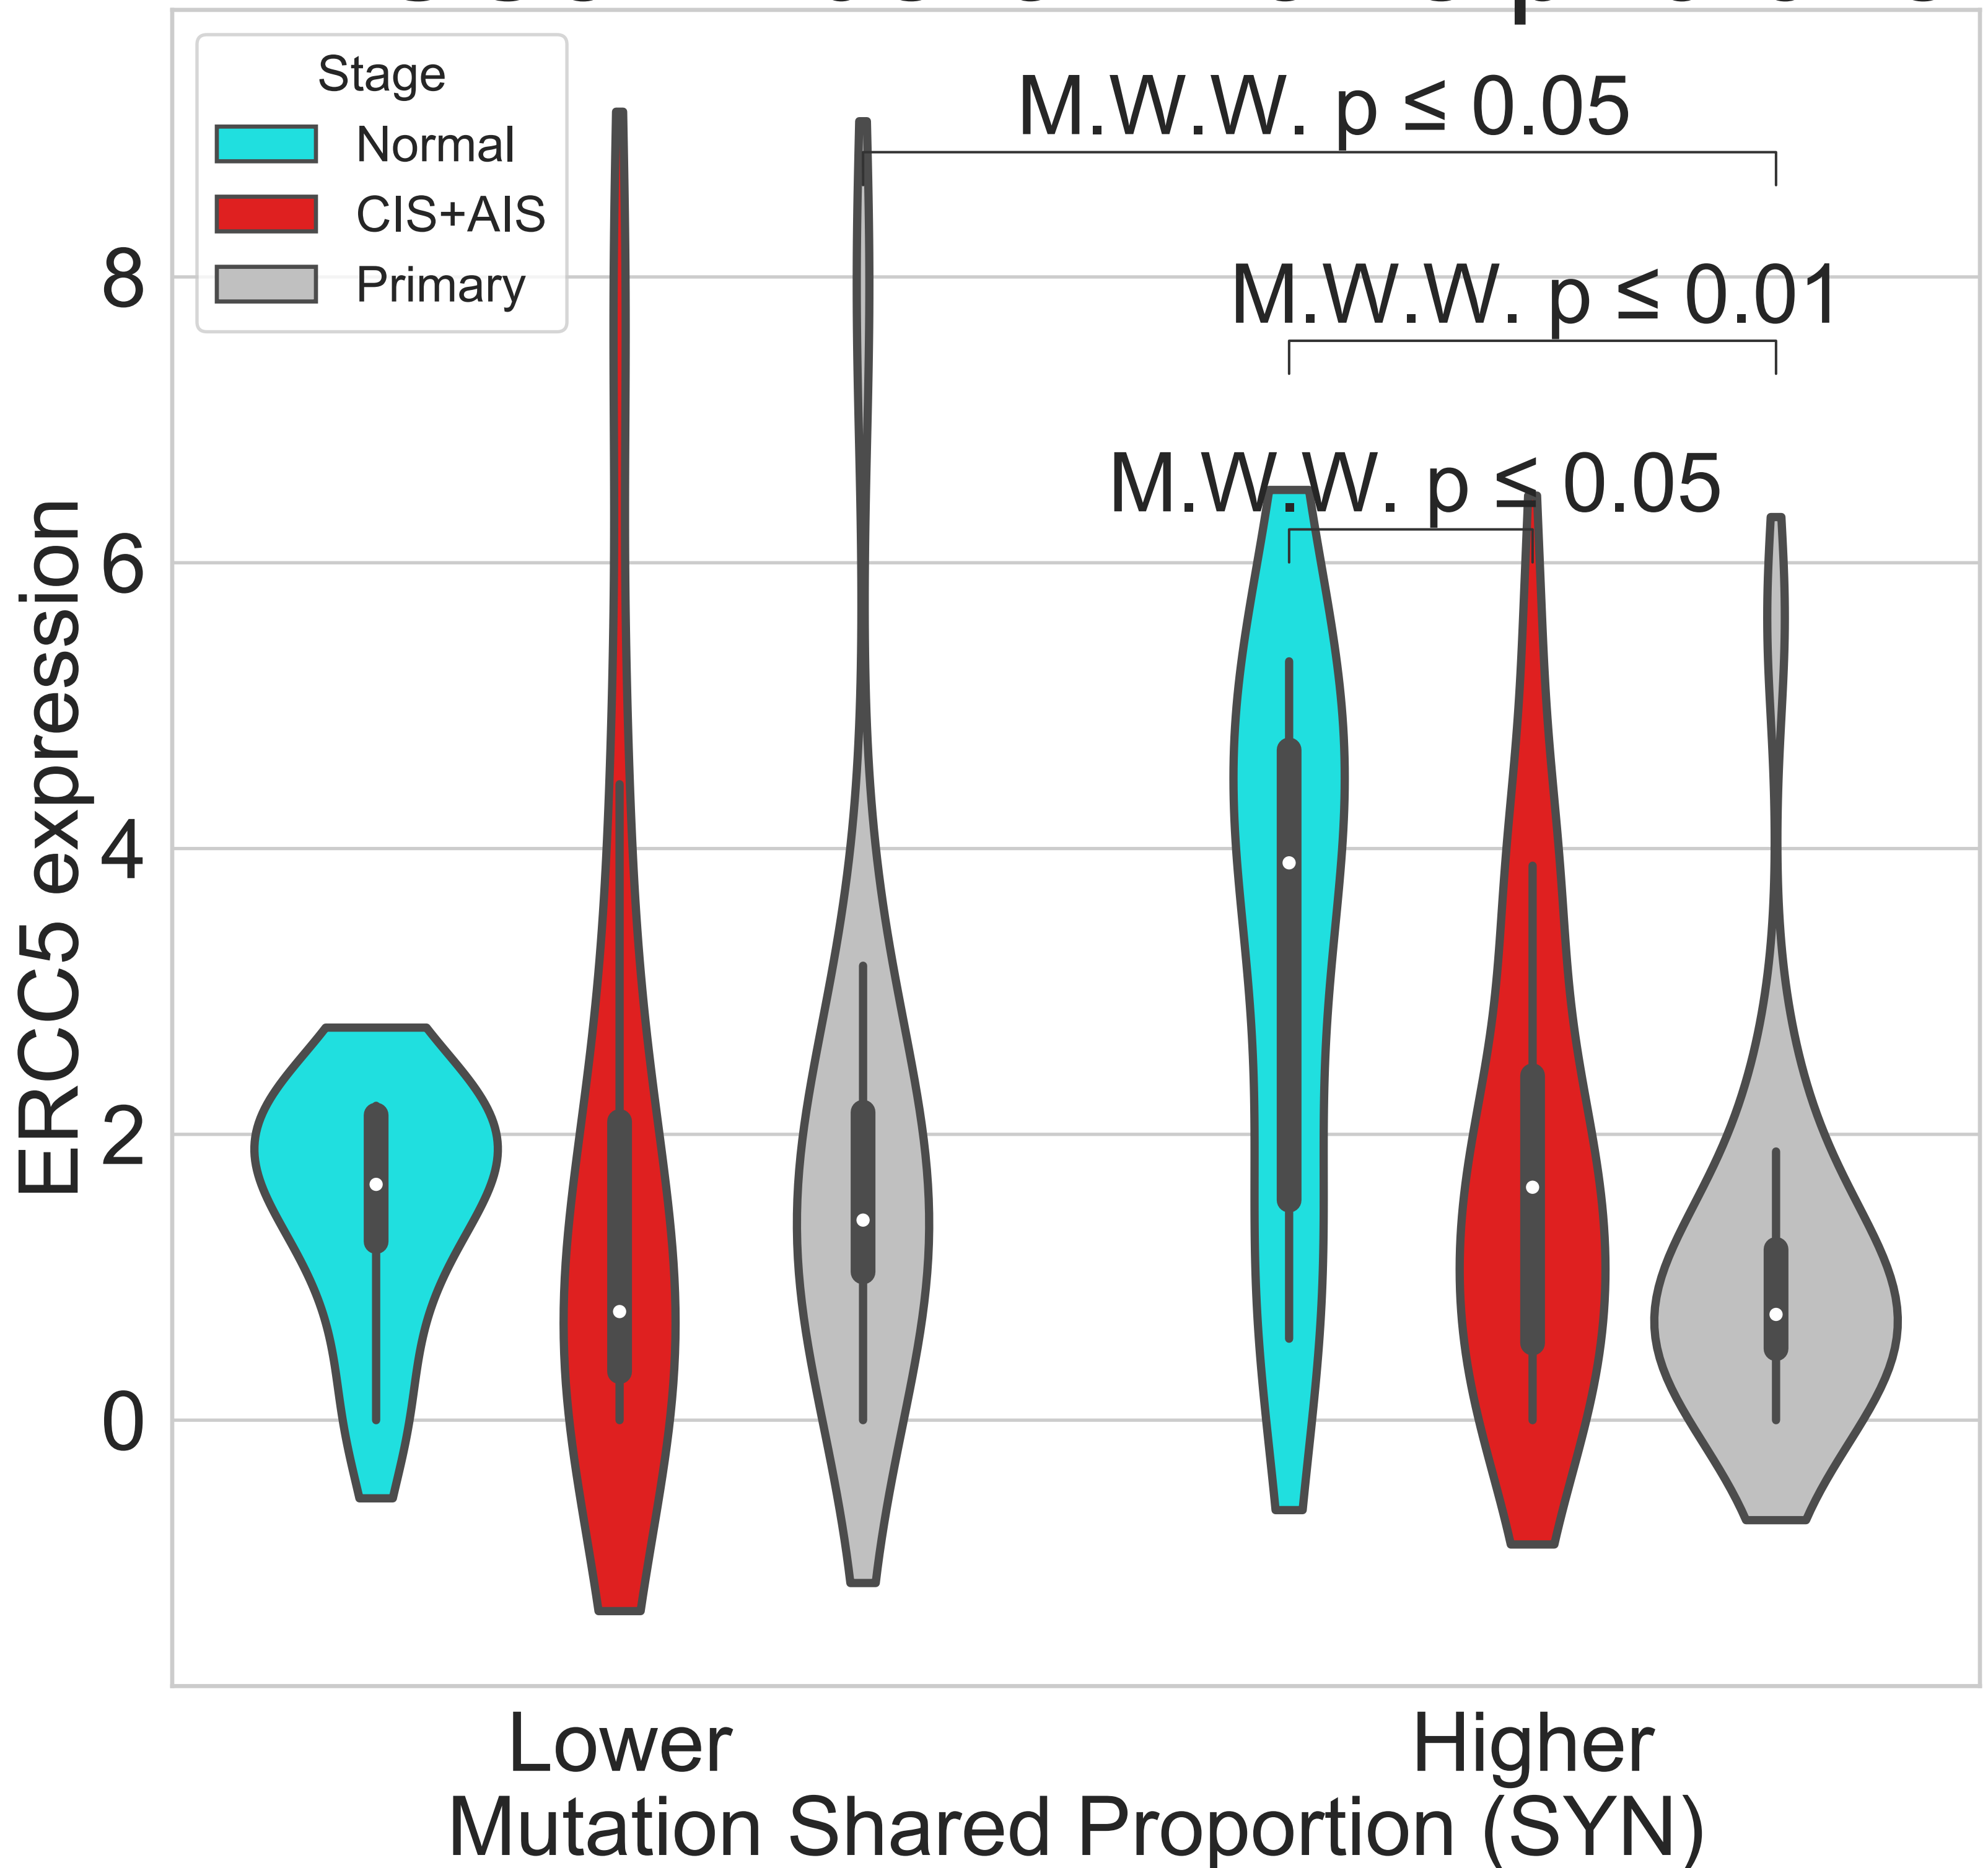 Stage
Normal
CIS+AIS
Primary
M.W.W. p ≤ 0.05
M.W.W. p ≤ 0.01
M.W.W. p ≤ 0.05
8
6
4
2
0
ERCC5 expression
Lower
Higher
Mutation Shared Proportion (SYN)